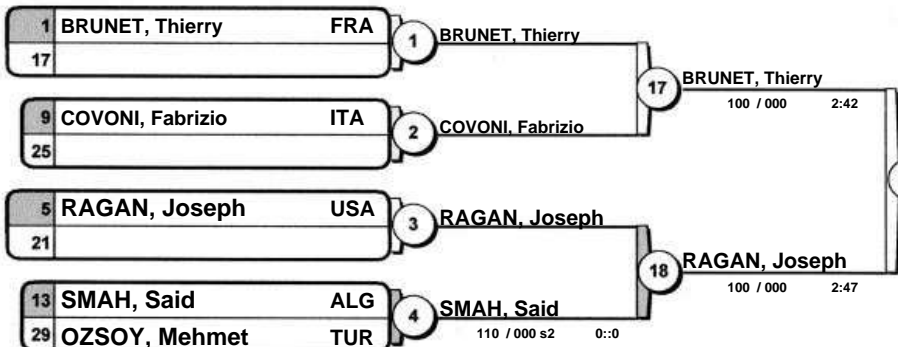 1 BRUNET, Thierry FRA
17
1 BRUNET, Thierry
9 COVONI, Fabrizio ITA
25
2 COVONI, Fabrizio
17 BRUNET, Thierry
100 / 000 2:42
5 RAGAN, Joseph USA
21
3 RAGAN, Joseph
13 SMAH, Said ALG
29 OZSOY, Mehmet TUR
4 SMAH, Said
110 / 000 s2 0::0
18 RAGAN, Joseph
100 / 000 2:47